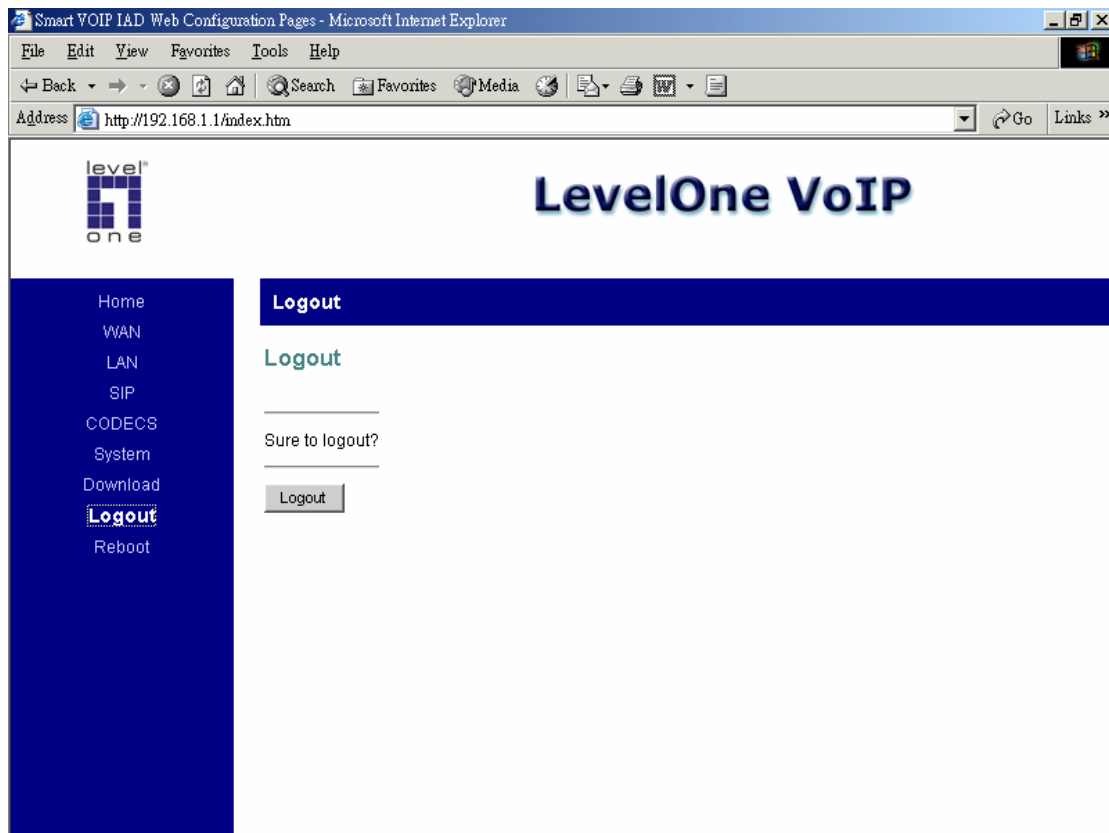 Smart VOIP IAD Web Configuration Pages - Microsoft Internet Explorer
File Edit View Favorites Tools Help
Back Search Favorites Media
Address http://192.168.1.1/index.htm Go Links »
level®
one
LevelOne VoIP
Home
WAN
LAN
SIP
CODECS
System
Download
Logout
Reboot
Logout
Logout
Sure to logout?
Logout